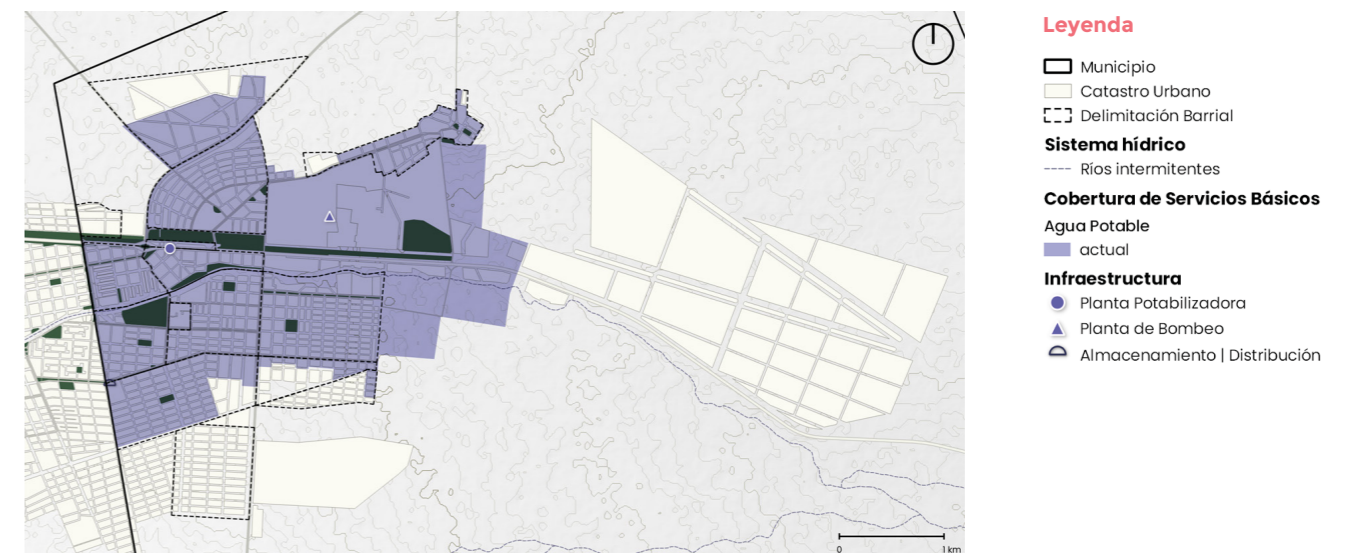 Leyenda
Municipio
Catastro Urbano
Delimitación Barrial
Sistema hídrico
Ríos intermitentes
Cobertura de Servicios Básicos
Agua Potable
actual
Infraestructura
Planta Potabilizadora
Planta de Bombeo
Almacenamiento | Distribución
0 1 km